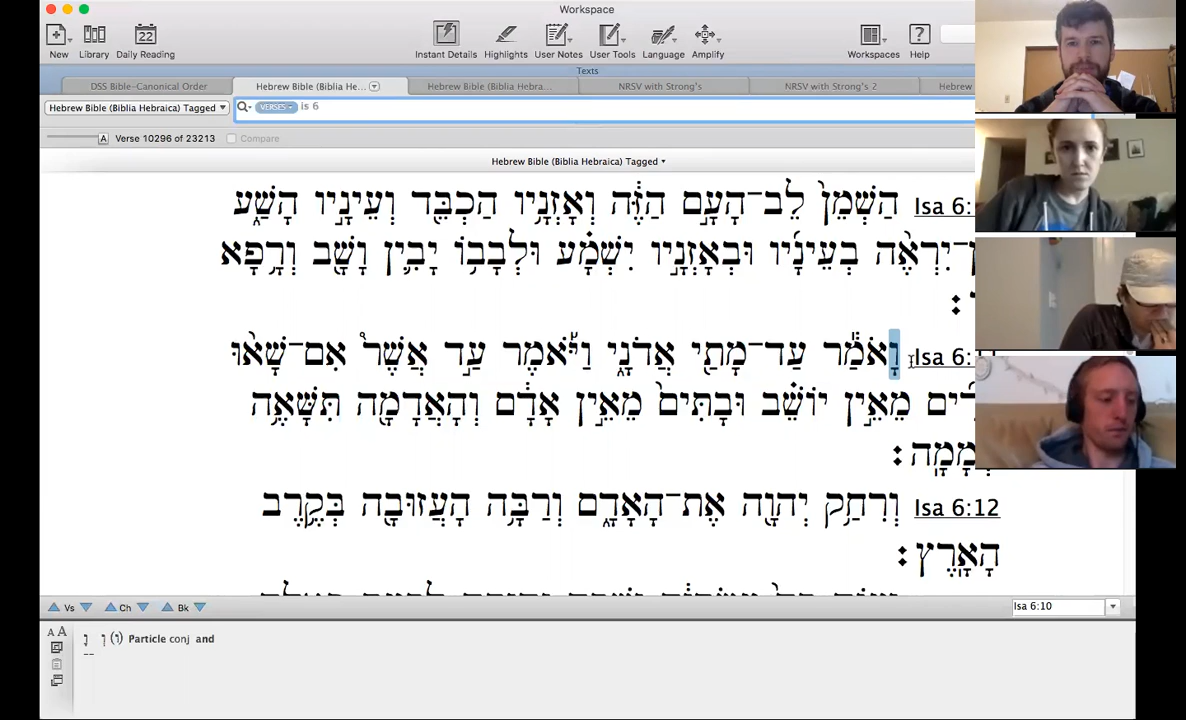 Workspace
New Library Daily Reading Instant Details Highlights User Notes User Tools Language Amplify Workspaces Help
22
Texts
DSS Bible-Canonical Order Hebrew Bible (Biblia He... Hebrew Bible (Biblia Hebrai... NRSV with Strong's NRSV with Strong's 2 Hebrew
Hebrew Bible (Biblia Hebraica) Tagged VERSES is 6
A Verse 10296 of 23213 Compare
Hebrew Bible (Biblia Hebraica) Tagged
Isa 6: הַשְׁמֵן֙ לֵב־הָעָ֣ם הַזֶּ֔ה וְאָזְנָ֥יו הַכְבֵּ֖ד וְעֵינָ֣יו הָשַׁ֑ע
יִרְאֶ֨ה בְעֵינָ֜יו וּבְאָזְנָ֣יו יִשְׁמָ֗ע וּלְבָב֥וֹ יָבִ֛ין וָשָׁ֖ב וְרָ֥פָא
׃
Isa 6: וָאֹמַ֕ר עַד־מָתַ֖י אֲדֹנָ֑י וַיֹּ֡אמֶר עַ֣ד אֲשֶׁר֩ אִם־שָׁא֨וּ
מֵאֵ֣ין יוֹשֵׁ֗ב וּבָתִּים֙ מֵאֵ֣ין אָדָ֔ם וְהָאֲדָמָ֖ה תִּשָּׁאֶ֥ה
׃
Isa 6:12 וְרִחַ֥ק יְהוָ֖ה אֶת־הָאָדָ֑ם וְרַבָּ֥ה הָעֲזוּבָ֖ה בְּקֶ֥רֶב
הָאָֽרֶץ׃
Vs Ch Bk Isa 6:10
A A וָ וְ (וְ) Particle conj and